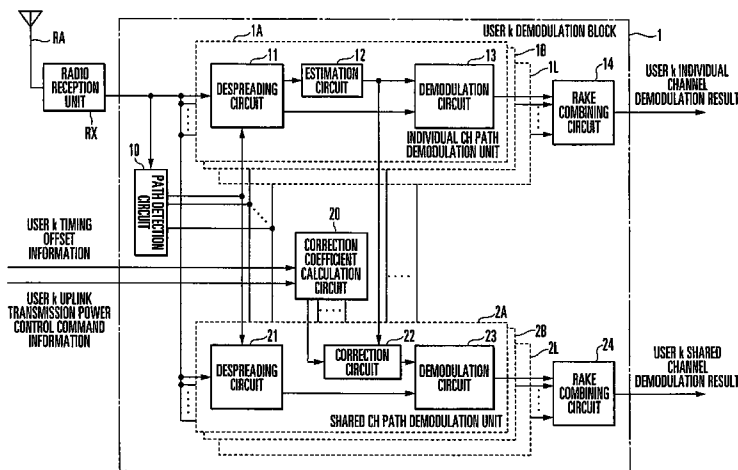 USER k DEMODULATION BLOCK
1
RA
RADIO
RECEPTION
UNIT
RX
1A
1B
1L
11
DESPREADING
CIRCUIT
12
ESTIMATION
CIRCUIT
13
DEMODULATION
CIRCUIT
INDIVIDUAL CH PATH
DEMODULATION UNIT
14
RAKE
COMBINING
CIRCUIT
USER k INDIVIDUAL
CHANNEL
DEMODULATION RESULT
10
PATH DETECTION
CIRCUIT
USER k TIMING
OFFSET
INFORMATION
USER k UPLINK
TRANSMISSION POWER
CONTROL COMMAND
INFORMATION
20
CORRECTION
COEFFICIENT
CALCULATION
CIRCUIT
2A
2B
2L
21
DESPREADING
CIRCUIT
22
CORRECTION CIRCUIT
23
DEMODULATION
CIRCUIT
SHARED CH PATH DEMODULATION UNIT
24
RAKE
COMBINING
CIRCUIT
USER k SHARED
CHANNEL
DEMODULATION RESULT